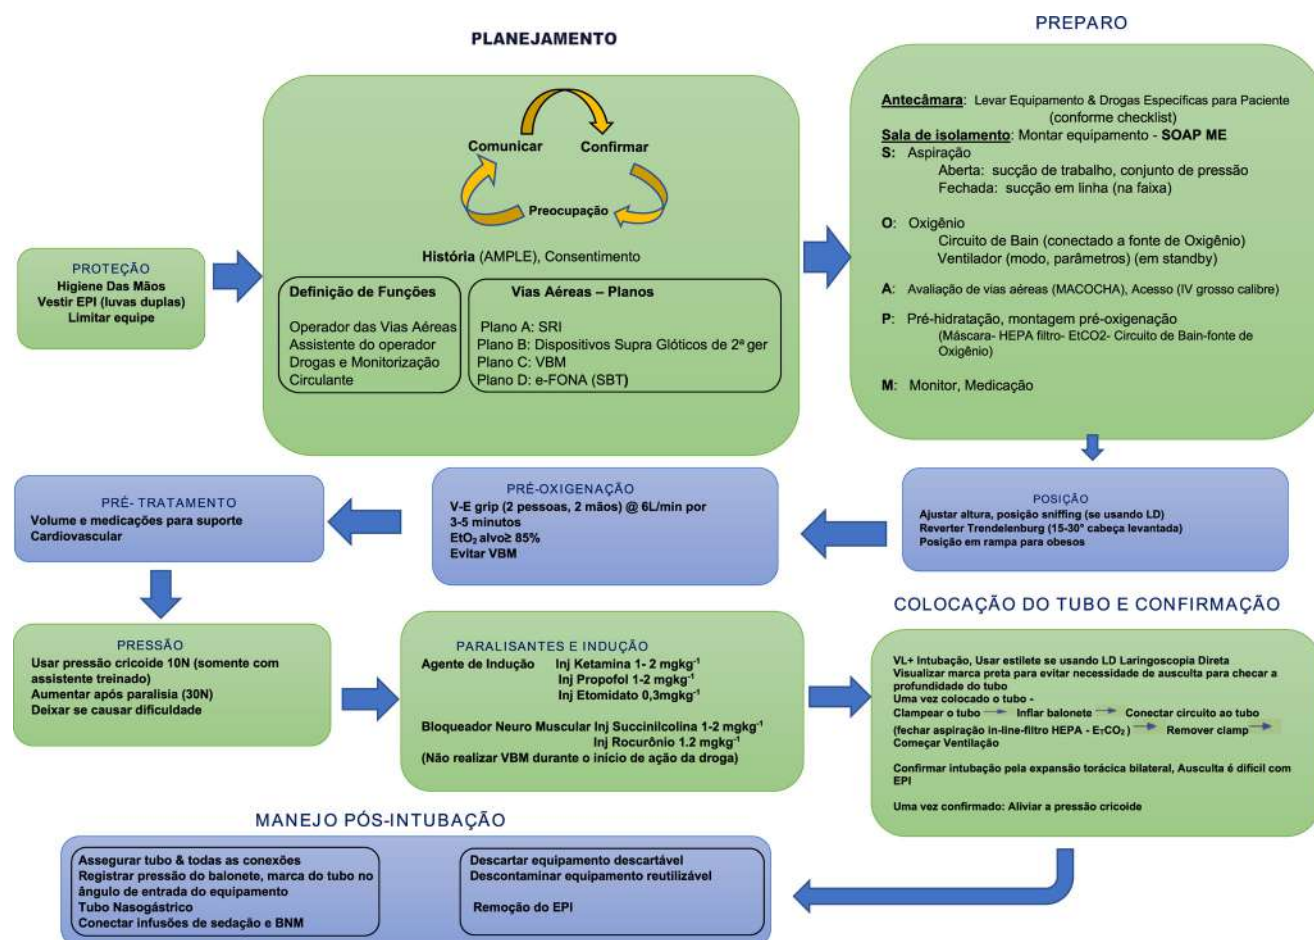 PROTEÇÃO
Higiene Das Mãos
Vestir EPI (luvas duplas)
Limitar equipe
PLANEJAMENTO
Comunicar
Confirmar
Preocupação
História (AMPLE), Consentimento
Definição de Funções
Operador das Vias Aéreas
Assistente do operador
Drogas e Monitorização
Circulante
Vias Aéreas – Planos
Plano A: SRI
Plano B: Dispositivos Supra Glóticos de 2ª ger
Plano C: VBM
Plano D: e-FONA (SBT)
PREPARO
Antecâmara: Levar Equipamento & Drogas Específicas para Paciente
(conforme checklist)
Sala de isolamento: Montar equipamento - SOAP ME
S: Aspiração
Aberta: sucção de trabalho, conjunto de pressão
Fechada: sucção em linha (na faixa)
O: Oxigênio
Circuito de Bain (conectado a fonte de Oxigênio)
Ventilador (modo, parâmetros) (em standby)
A: Avaliação de vias aéreas (MACOCHA), Acesso (IV grosso calibre)
P: Pré-hidratação, montagem pré-oxigenação
(Máscara- HEPA filtro- EtCO2- Circuito de Bain-fonte de
Oxigênio)
M: Monitor, Medicação
POSIÇÃO
Ajustar altura, posição sniffing (se usando LD)
Reverter Trendelenburg (15-30° cabeça levantada)
Posição em rampa para obesos
PRÉ-OXIGENAÇÃO
V-E grip (2 pessoas, 2 mãos) @ 6L/min por
3-5 minutos
EtO₂ alvo≥ 85%
Evitar VBM
PRÉ- TRATAMENTO
Volume e medicações para suporte
Cardiovascular
PRESSÃO
Usar pressão cricoide 10N (somente com
assistente treinado)
Aumentar após paralisia (30N)
Deixar se causar dificuldade
PARALISANTES E INDUÇÃO
Agente de Indução Inj Ketamina 1- 2 mgkg⁻¹
Inj Propofol 1-2 mgkg⁻¹
Inj Etomidato 0,3mgkg⁻¹
Bloqueador Neuro Muscular Inj Succinilcolina 1-2 mgkg⁻¹
Inj Rocurônio 1.2 mgkg⁻¹
(Não realizar VBM durante o início de ação da droga)
COLOCAÇÃO DO TUBO E CONFIRMAÇÃO
VL+ Intubação, Usar estilete se usando LD Laringoscopia Direta
Visualizar marca preta para evitar necessidade de ausculta para checar a
profundidade do tubo
Uma vez colocado o tubo -
Clampear o tubo Inflar balonete Conectar circuito ao tubo
(fechar aspiração in-line-filtro HEPA - EᴛCO₂) Remover clamp
Começar Ventilação
Confirmar intubação pela expansão torácica bilateral, Ausculta é difícil com
EPI
Uma vez confirmado: Aliviar a pressão cricoide
MANEJO PÓS-INTUBAÇÃO
Assegurar tubo & todas as conexões
Registrar pressão do balonete, marca do tubo no
ângulo de entrada do equipamento
Tubo Nasogástrico
Conectar infusões de sedação e BNM
Descartar equipamento descartável
Descontaminar equipamento reutilizável
Remoção do EPI